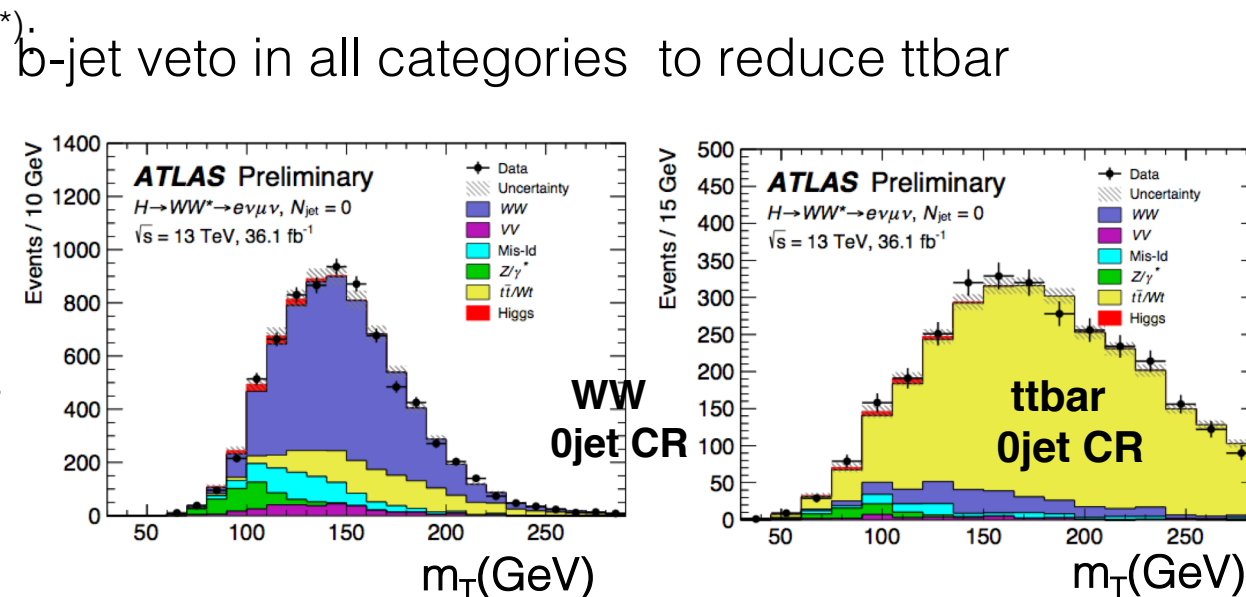 *).
b-jet veto in all categories to reduce ttbar
Events / 10 GeV
1400
1200
1000
800
600
400
200
0
50
100
150
200
250
m_T(GeV)
ATLAS Preliminary
H→WW*→eνμν, N_jet = 0
√s = 13 TeV, 36.1 fb⁻¹
Data
Uncertainty
WW
VV
Mis-Id
Z/γ*
tt̄/Wt
Higgs
WW
0jet CR
Events / 15 GeV
500
450
400
350
300
250
200
150
100
50
0
50
100
150
200
250
m_T(GeV)
ATLAS Preliminary
H→WW*→eνμν, N_jet = 0
√s = 13 TeV, 36.1 fb⁻¹
Data
Uncertainty
WW
VV
Mis-Id
Z/γ*
tt̄/Wt
Higgs
ttbar
0jet CR